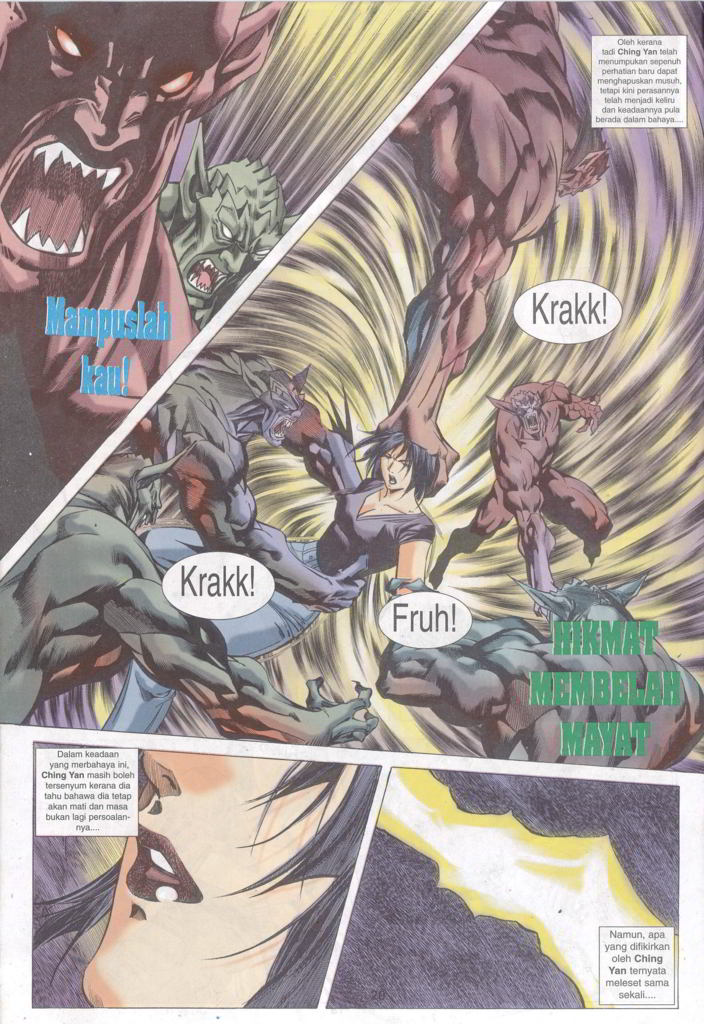 Mampuslah
kau!
Oleh kerana
tadi Ching Yan telah
menumpukan sepenuh
perhatian baru dapat
menghapuskan musuh,
tetapi kini perasannya
telah menjadi keliru
dan keadaannya pula
berada dalam bahaya....
Krakk!
Krakk!
Fruh!
HIKMAT
MEMBELAH
MAYAT
Dalam keadaan
yang merbahaya ini,
Ching Yan masih boleh
tersenyum kerana dia
tahu bahawa dia tetap
akan mati dan masa
bukan lagi persoalan-
nya....
Namun, apa
yang difikirkan
oleh Ching
Yan ternyata
meleset sama
sekali....